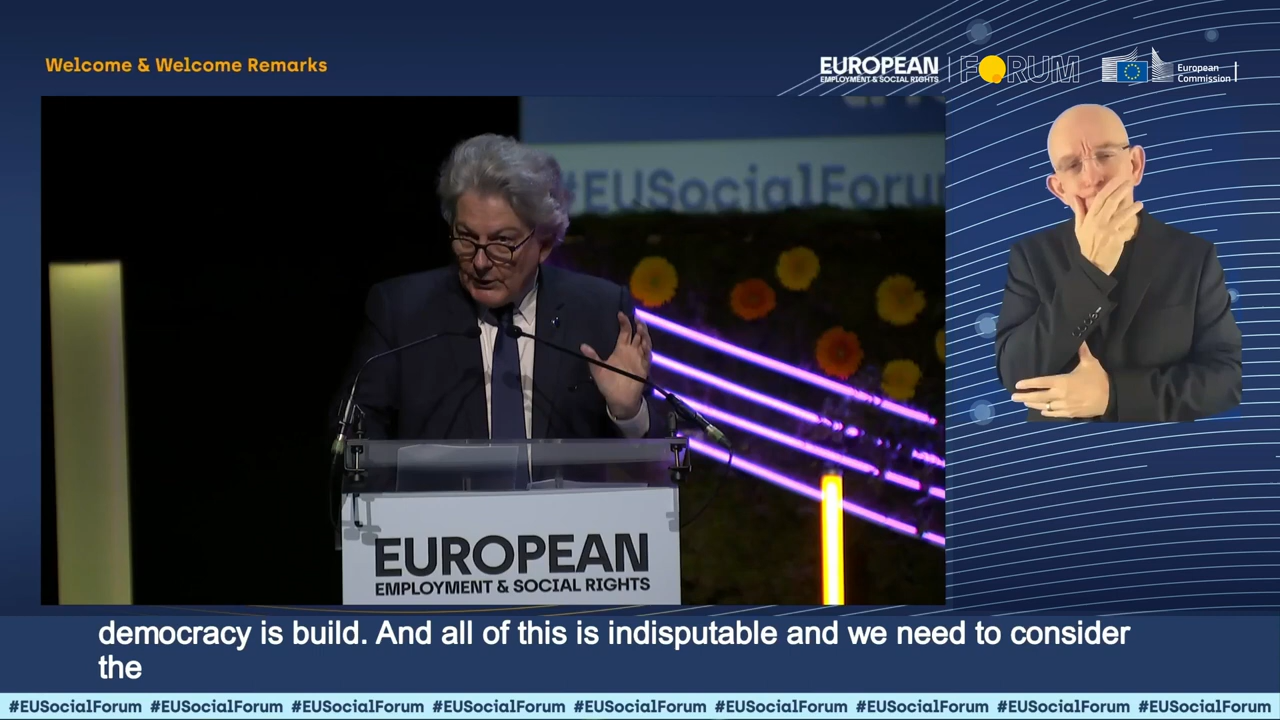 Welcome & Welcome Remarks
EUROPEAN
EMPLOYMENT & SOCIAL RIGHTS
FORUM
European
Commission
#EUSocialForu
EUROPEAN
EMPLOYMENT & SOCIAL RIGHTS
democracy is build. And all of this is indisputable and we need to consider
the
#EUSocialForum #EUSocialForum #EUSocialForum #EUSocialForum #EUSocialForum #EUSocialForum #EUSocialForum #EUSocialForum #EUSocialForum